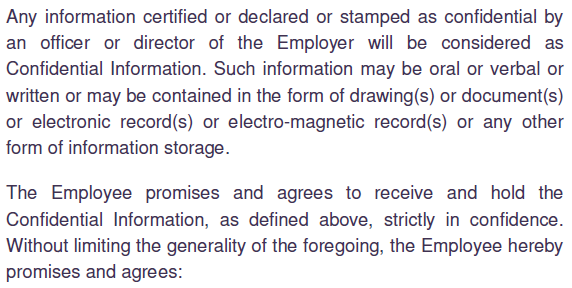 Any information certified or declared or stamped as confidential by
an officer or director of the Employer will be considered as
Confidential Information. Such information may be oral or verbal or
written or may be contained in the form of drawing(s) or document(s)
or electronic record(s) or electro-magnetic record(s) or any other
form of information storage.
The Employee promises and agrees to receive and hold the
Confidential Information, as defined above, strictly in confidence.
Without limiting the generality of the foregoing, the Employee hereby
promises and agrees: